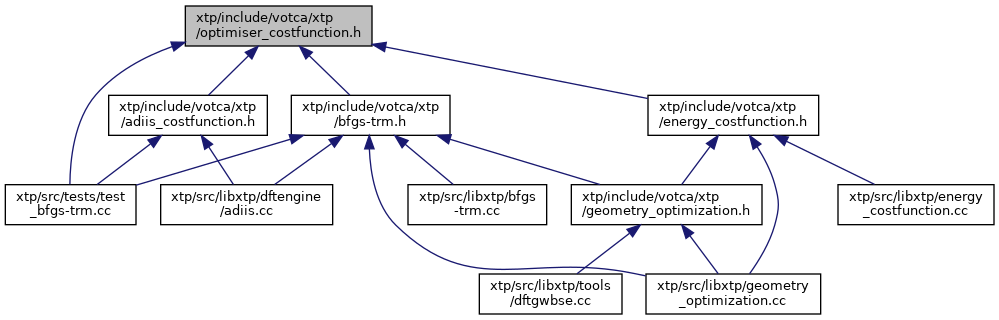 xtp/include/votca/xtp
/optimiser_costfunction.h
xtp/include/votca/xtp
/adiis_costfunction.h
xtp/include/votca/xtp
/bfgs-trm.h
xtp/include/votca/xtp
/energy_costfunction.h
xtp/src/tests/test
_bfgs-trm.cc
xtp/src/libxtp/dftengine
/adiis.cc
xtp/src/libxtp/bfgs
-trm.cc
xtp/include/votca/xtp
/geometry_optimization.h
xtp/src/libxtp/energy
_costfunction.cc
xtp/src/libxtp/tools
/dftgwbse.cc
xtp/src/libxtp/geometry
_optimization.cc